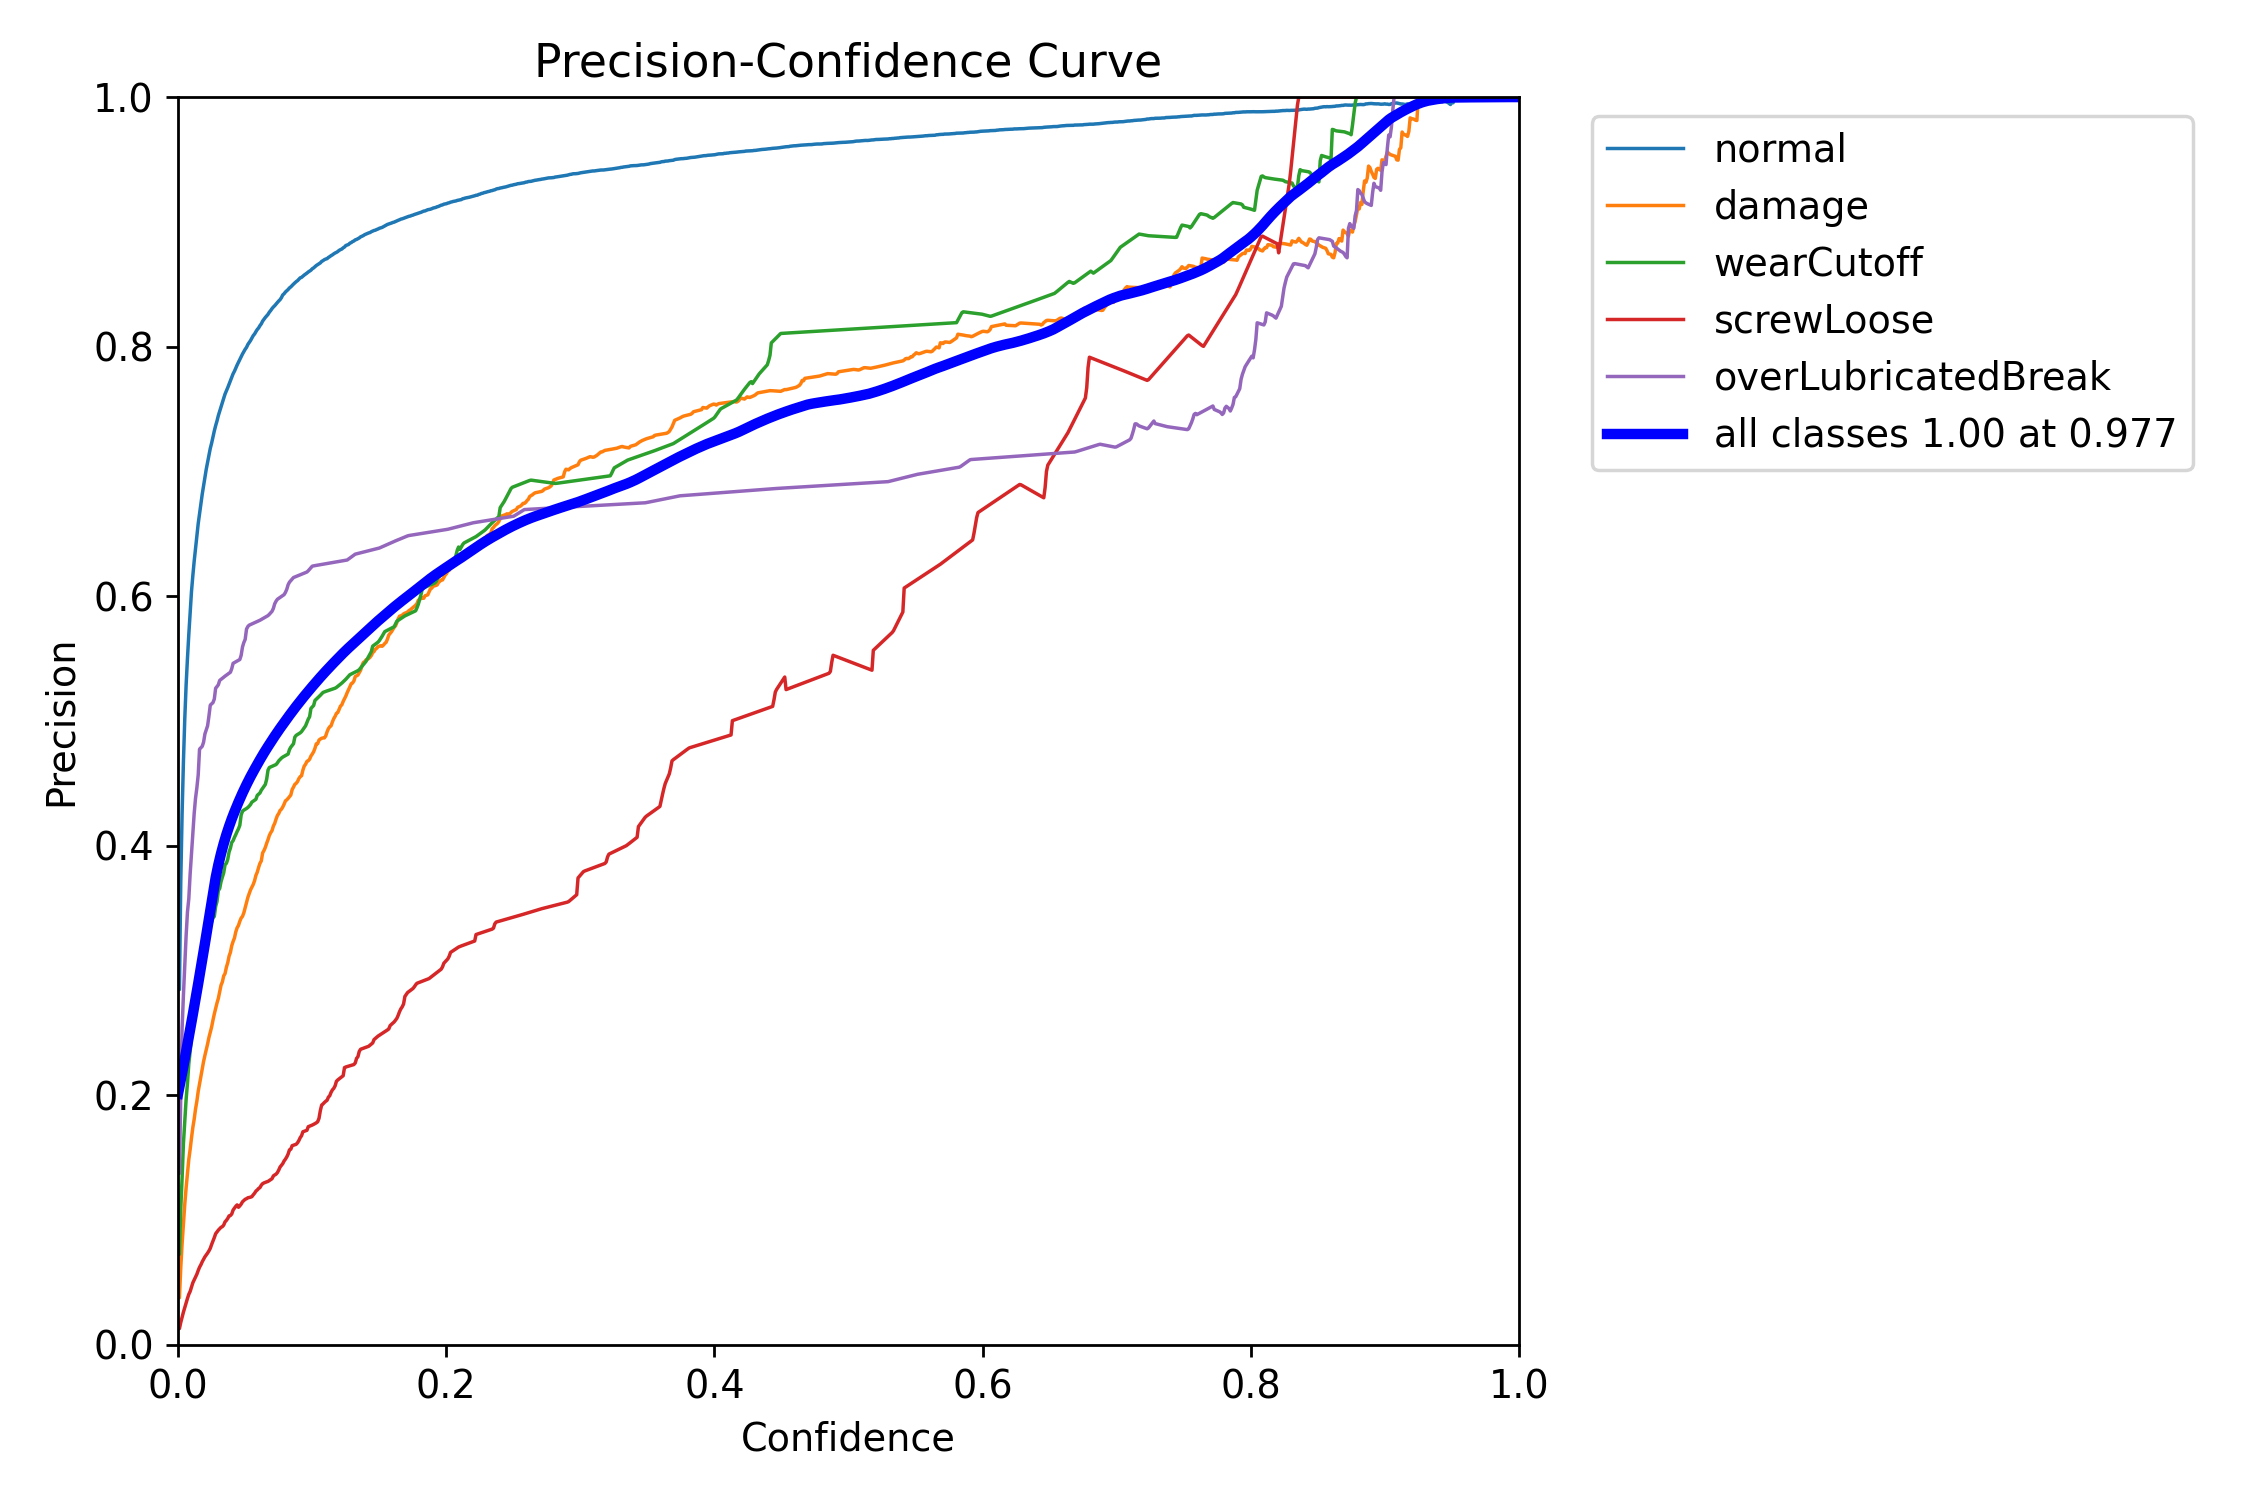 Precision-Confidence Curve
1.0
0.8
0.6
0.4
0.2
0.0
Precision
0.0 0.2 0.4 0.6 0.8 1.0
Confidence
normal
damage
wearCutoff
screwLoose
overLubricatedBreak
all classes 1.00 at 0.977